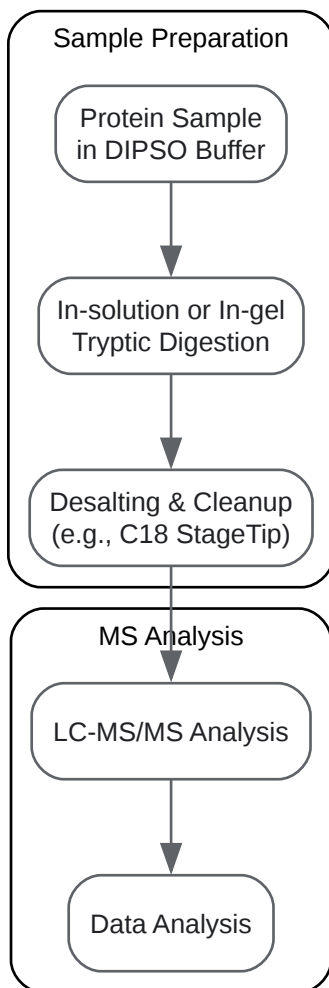 Sample Preparation
Protein Sample
in DIPSO Buffer
In-solution or In-gel
Tryptic Digestion
Desalting & Cleanup
(e.g., C18 StageTip)
MS Analysis
LC-MS/MS Analysis
Data Analysis